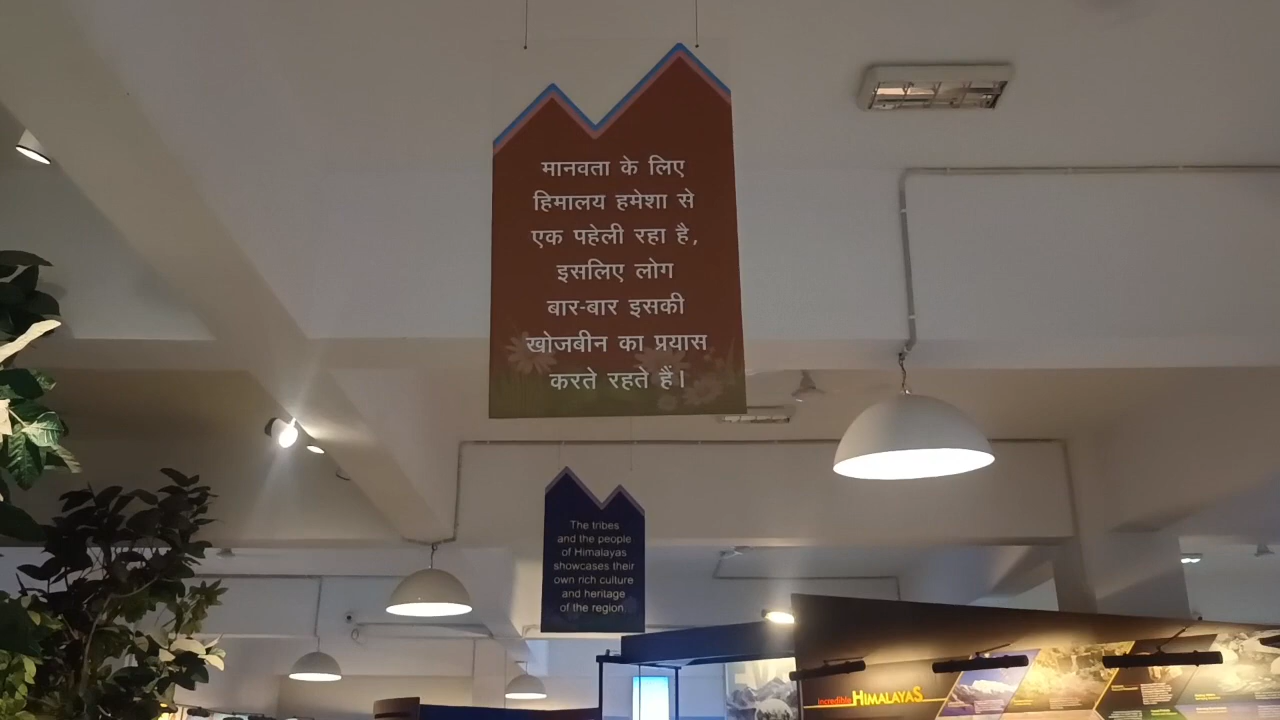 मानवता के लिए
हिमालय हमेशा से
एक पहेली रहा है,
इसलिए लोग
बार-बार इसकी
खोजबीन का प्रयास
करते रहते हैं।
The tribes
and the people
of Himalayas
showcases their
own rich culture
and heritage
of the region.
incredible HIMALAYAS